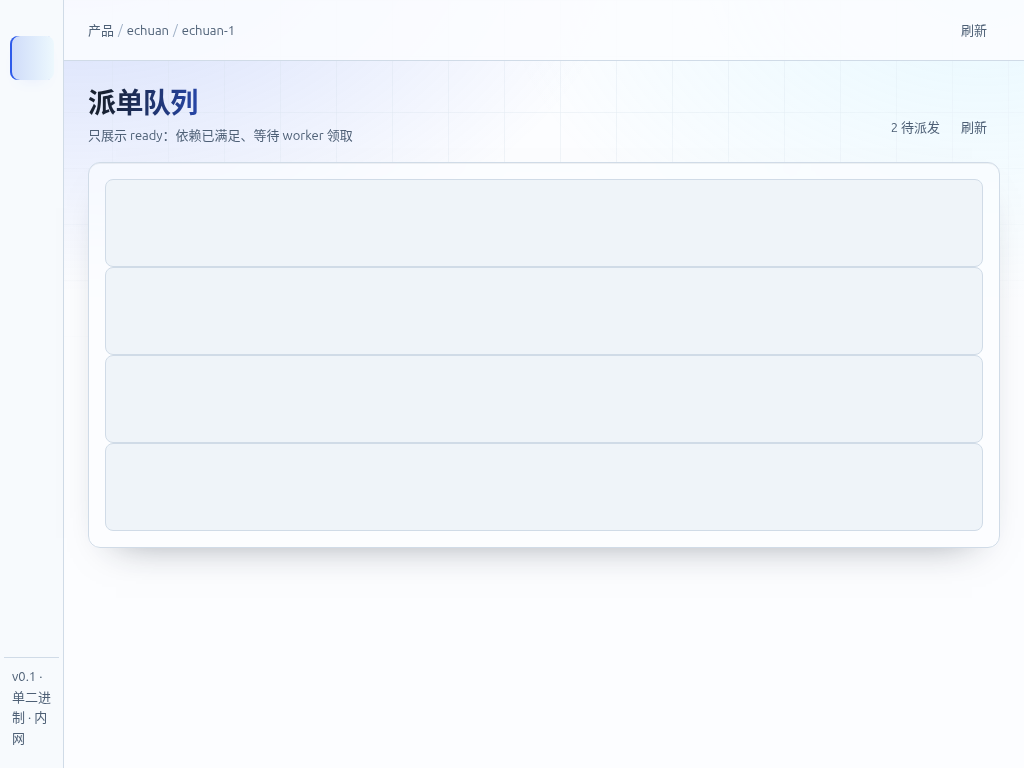 产品 / echuan / echuan-1
刷新
派单队列
只展示 ready：依赖已满足、等待 worker 领取
2 待派发
刷新
v0.1 ·
单二进
制 · 内
网